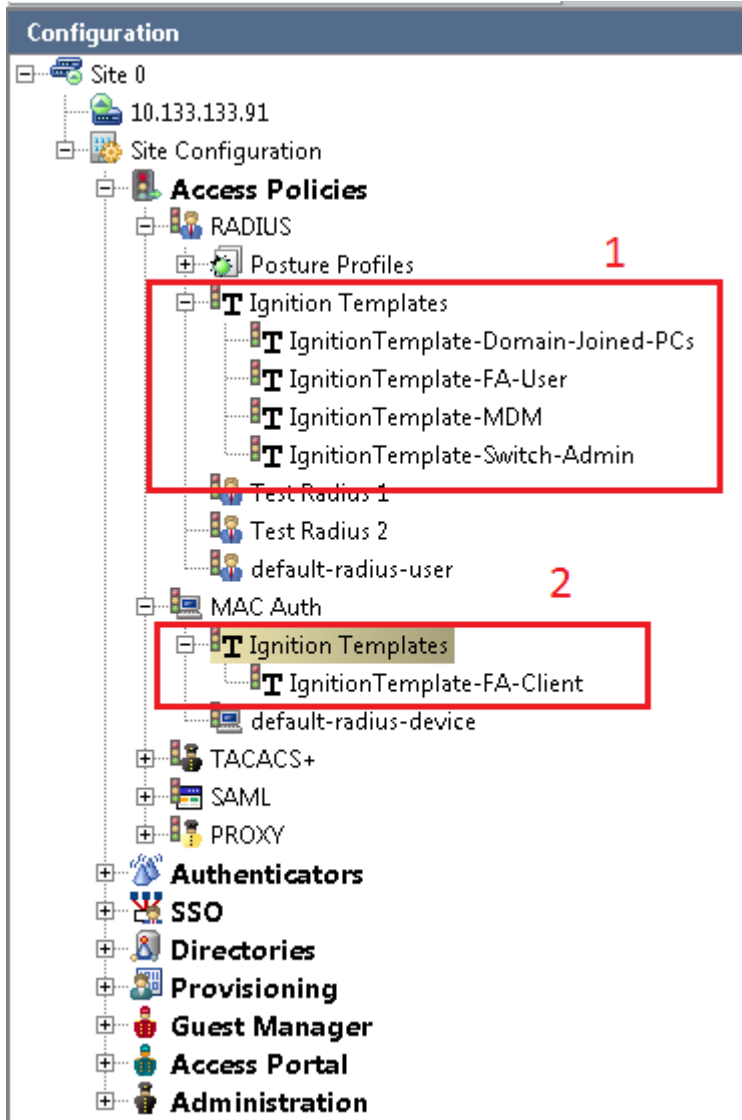 Configuration
Site 0
10.133.133.91
Site Configuration
Access Policies
RADIUS
Posture Profiles
1
Ignition Templates
IgnitionTemplate-Domain-Joined-PCs
IgnitionTemplate-FA-User
IgnitionTemplate-MDM
IgnitionTemplate-Switch-Admin
Test Radius 1
Test Radius 2
default-radius-user
2
MAC Auth
Ignition Templates
IgnitionTemplate-FA-Client
default-radius-device
TACACS+
SAML
PROXY
Authenticators
SSO
Directories
Provisioning
Guest Manager
Access Portal
Administration